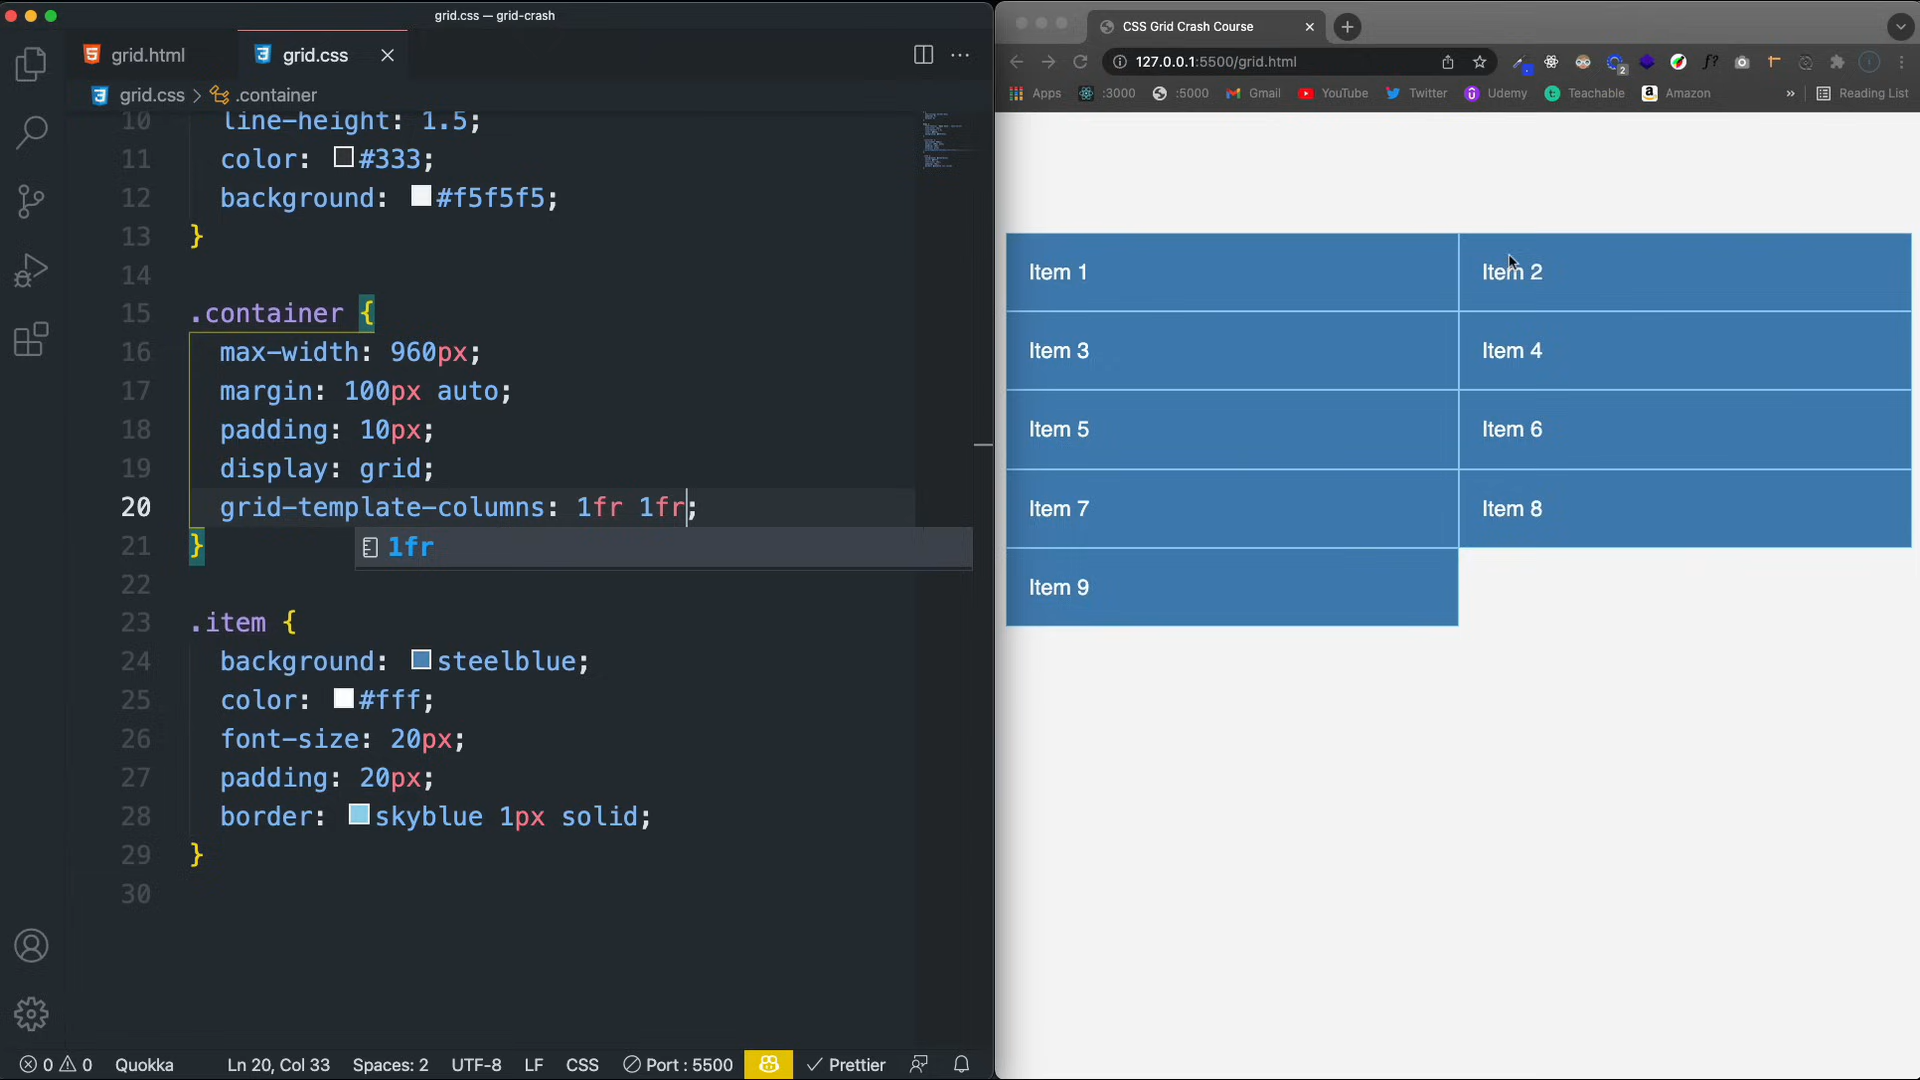 grid.css — grid-crash
grid.html
grid.css
grid.css > .container
10 line-height: 1.5;
11 color: #333;
12 background: #f5f5f5;
13 }
14
15 .container {
16 max-width: 960px;
17 margin: 100px auto;
18 padding: 10px;
19 display: grid;
20 grid-template-columns: 1fr 1fr;
1fr
21 }
22
23 .item {
24 background: steelblue;
25 color: #fff;
26 font-size: 20px;
27 padding: 20px;
28 border: skyblue 1px solid;
29 }
30
0 0 Quokka Ln 20, Col 33 Spaces: 2 UTF-8 LF CSS Port : 5500 Prettier
CSS Grid Crash Course
127.0.0.1:5500/grid.html
f?
2
Apps :3000 :5000 Gmail YouTube Twitter Udemy Teachable Amazon » Reading List
Item 1 Item 2
Item 3 Item 4
Item 5 Item 6
Item 7 Item 8
Item 9